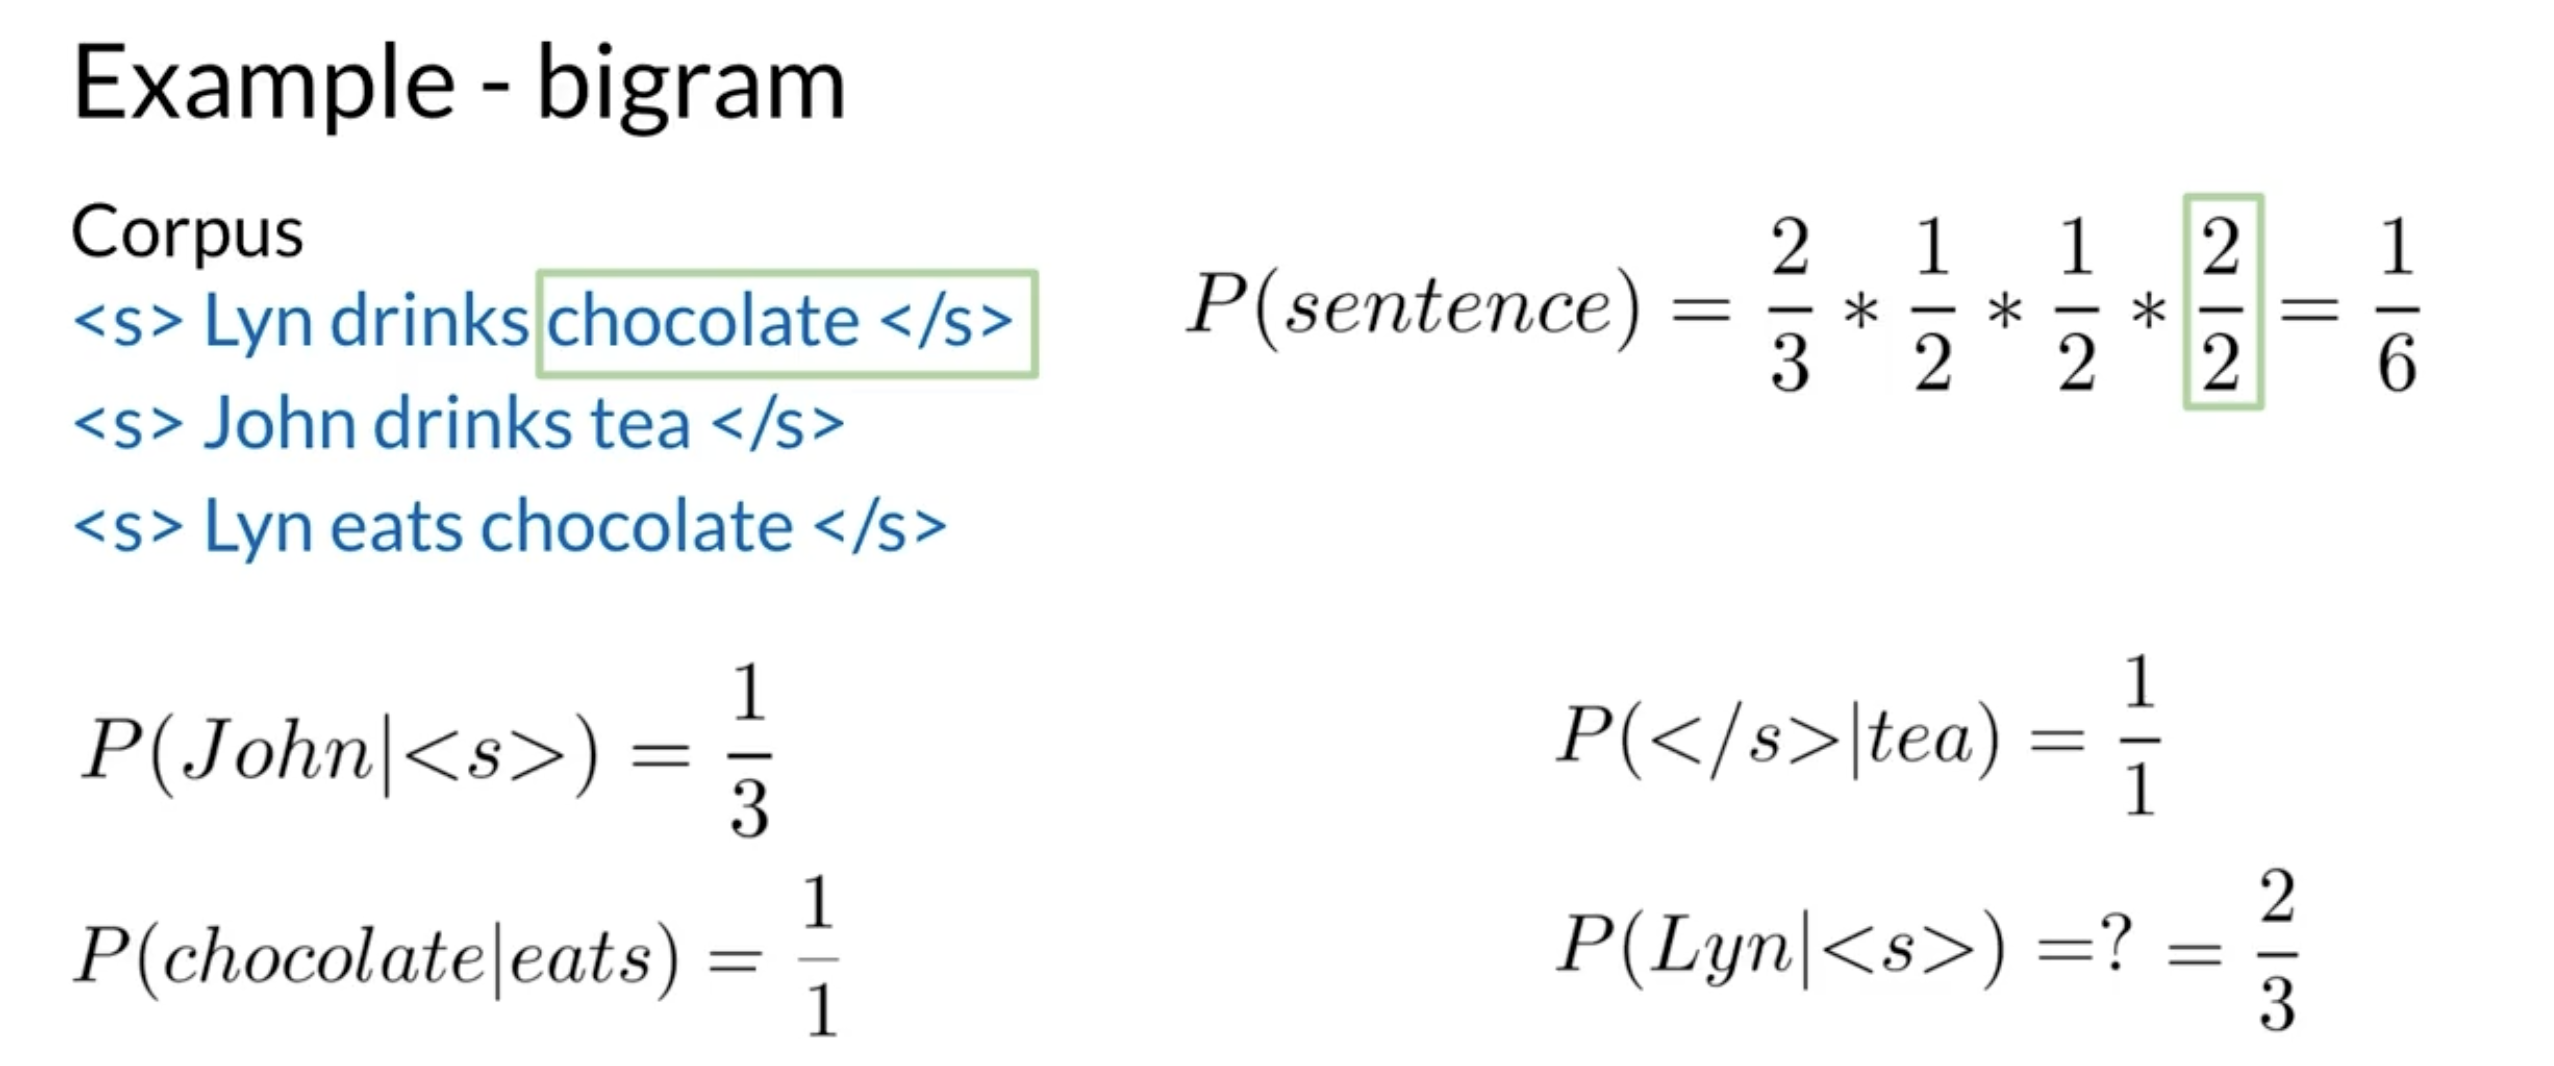 Example - bigram
Corpus
<s> Lyn drinks chocolate </s>
<s> John drinks tea </s>
<s> Lyn eats chocolate </s>
P(sentence) = 2/3 * 1/2 * 1/2 * 2/2 = 1/6
P(John|<s>) = 1/3
P(</s>|tea) = 1/1
P(chocolate|eats) = 1/1
P(Lyn|<s>) =? = 2/3